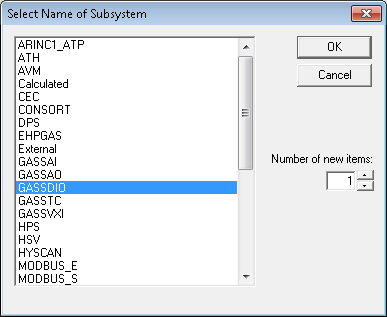 Select Name of Subsystem
ARINC1_ATP
ATH
AVM
Calculated
CEC
CONSORT
DPS
EHPGAS
External
GASSAI
GASSAO
GASSDIO
GASSTC
GASSVXI
HPS
HSV
HYSCAN
MODBUS_E
MODBUS_S
OK
Cancel
Number of new items:
1